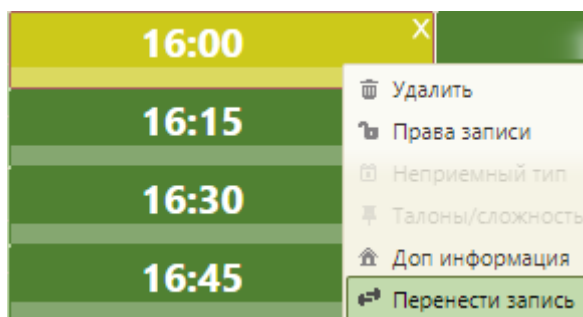 16:00
Удалить
16:15
Права записи
Неприемный тип
16:30
Талоны/сложность
16:45
Доп информация
Перенести запись